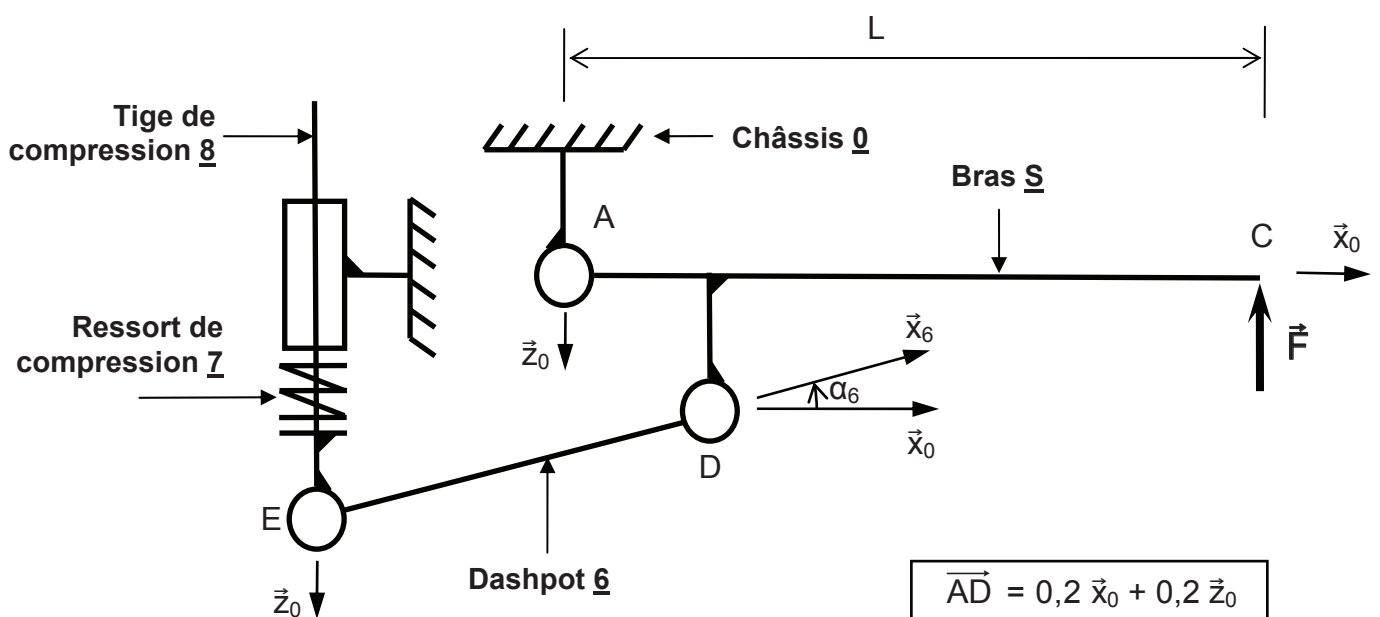 L
Tige de
compression 8
Châssis 0
Bras S
A
C
x⃗₀
Ressort de
compression 7
z⃗₀
x⃗₆
F⃗
α₆
x⃗₀
D
E
Dashpot 6
z⃗₀
AD⃗ = 0,2 x⃗₀ + 0,2 z⃗₀